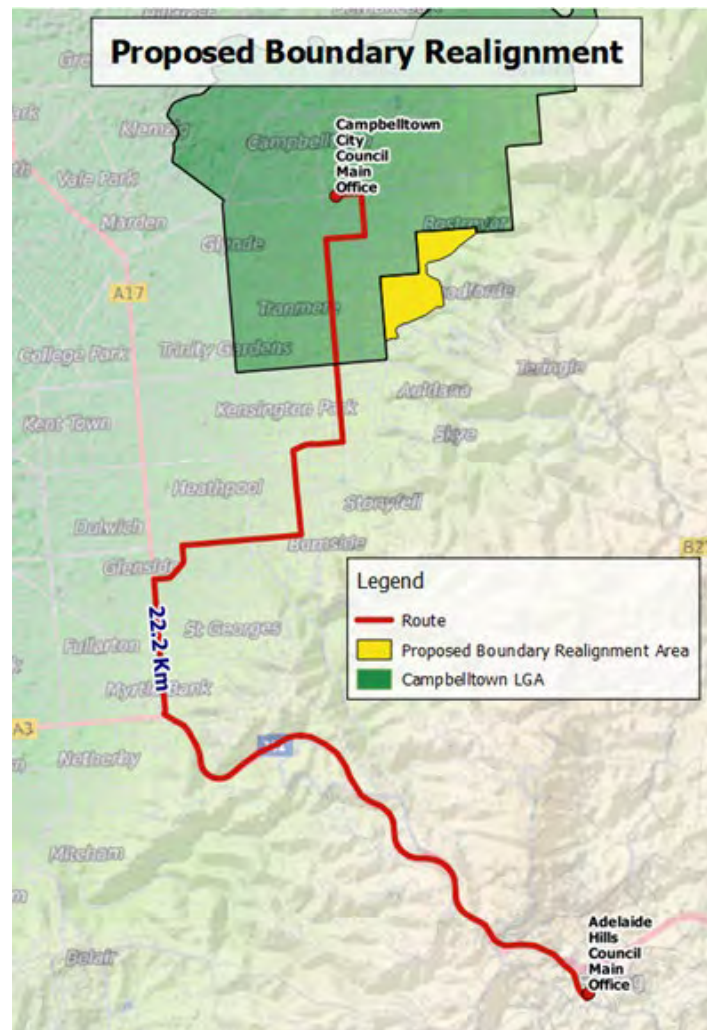 Proposed Boundary Realignment
Klemzig
Campbelltown
City
Council
Main
Office
Vale Park
Marden
Glynde
Rostrevor
A17
Tranmere
Trinity Gardens
College Park
Teringie
Auldana
Kensington Park
Kent Town
Skye
Heathpool
Stonyfell
Dulwich
Burnside
Glenside
Legend
Route
Proposed Boundary Realignment Area
Campbelltown LGA
22.2 Km
St Georges
Fullarton
Myrtle Bank
A3
Netherby
Mitcham
Belair
Adelaide
Hills
Council
Main
Office